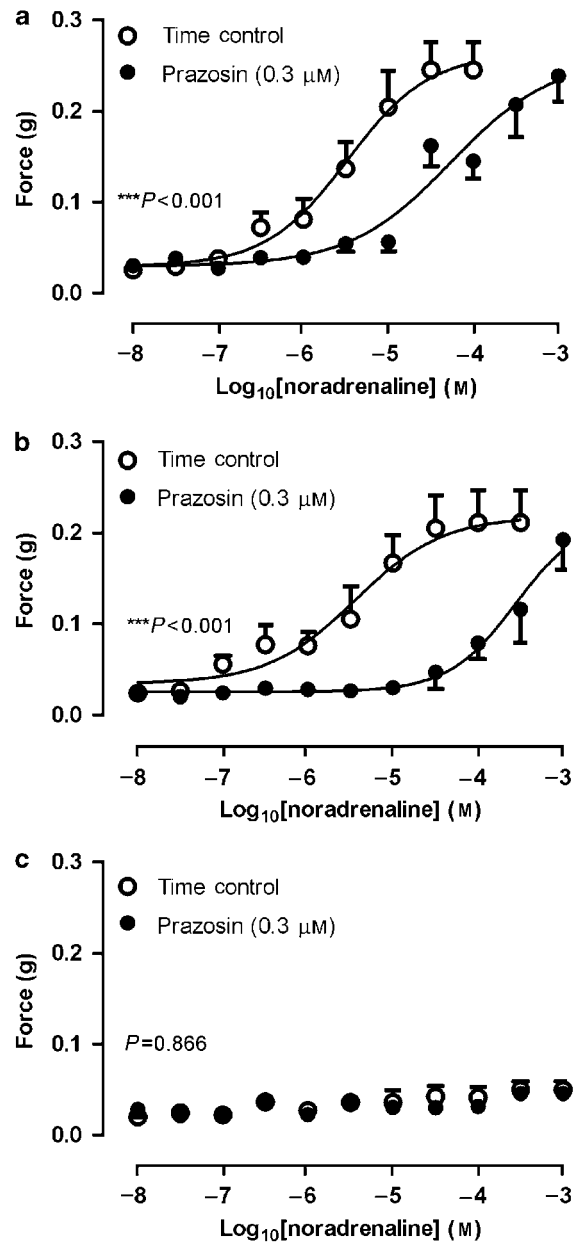 a
Time control
Prazosin (0.3 µM)
***P<0.001
0.3
0.2
0.1
0.0
Force (g)
−8 −7 −6 −5 −4 −3
Log10[noradrenaline] (M)
b
Time control
Prazosin (0.3 µM)
***P<0.001
0.3
0.2
0.1
0.0
Force (g)
−8 −7 −6 −5 −4 −3
Log10[noradrenaline] (M)
c
Time control
Prazosin (0.3 µM)
P=0.866
0.3
0.2
0.1
0.0
Force (g)
−8 −7 −6 −5 −4 −3
Log10[noradrenaline] (M)